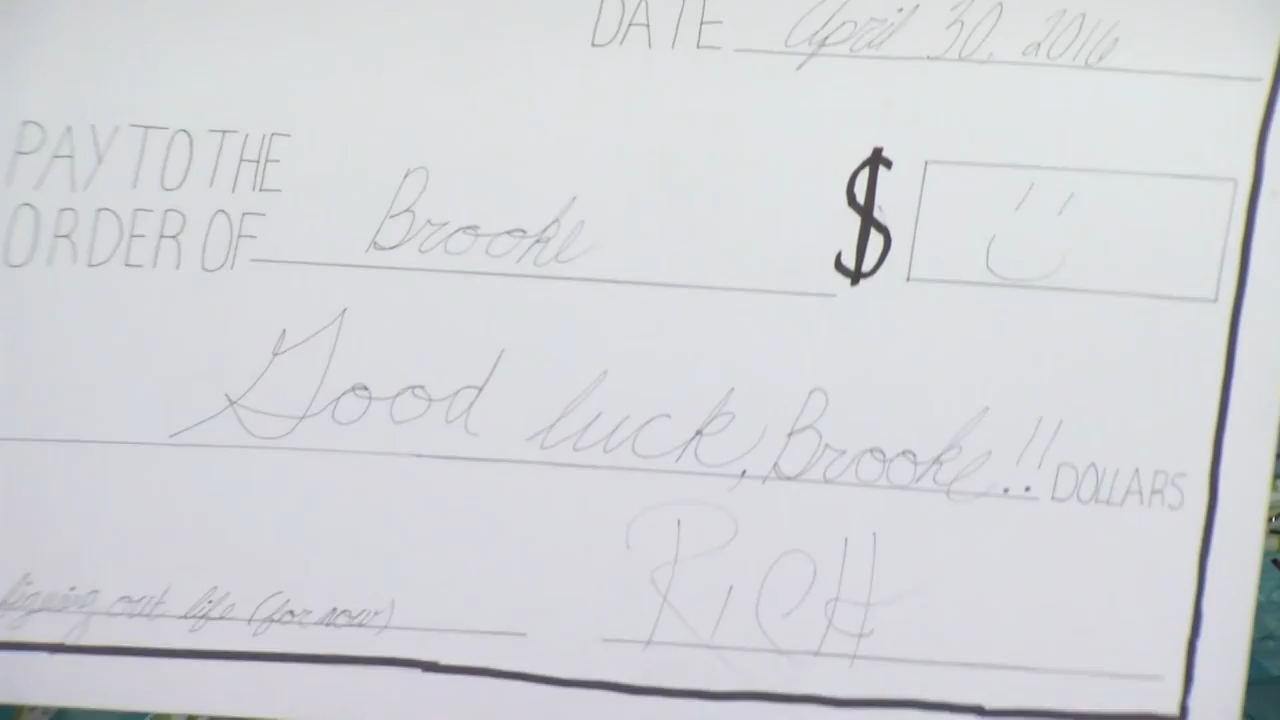 DATE April 30, 2016
PAY TO THE
ORDER OF Brooke $
Good luck, Brooke!! DOLLARS
figuring out life (for now) RICH